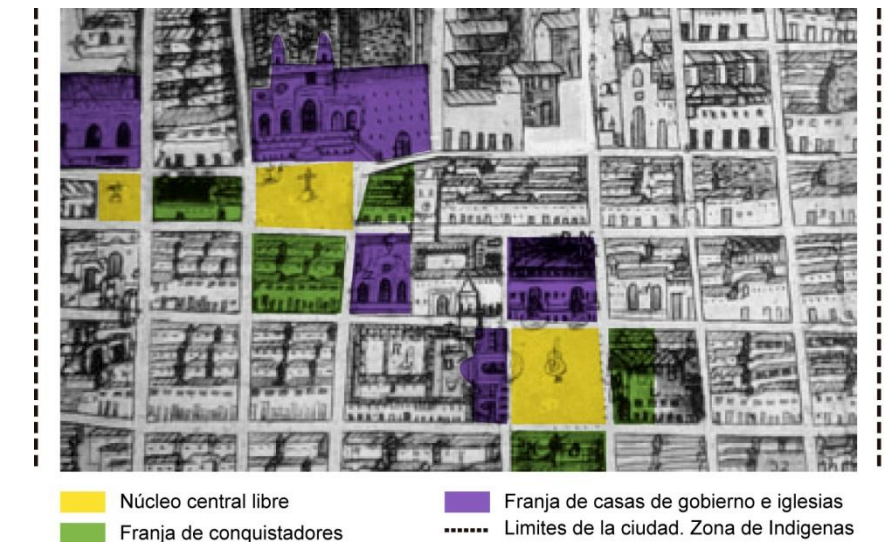 Núcleo central libre
Franja de conquistadores
Franja de casas de gobierno e iglesias
Limites de la ciudad. Zona de Indigenas